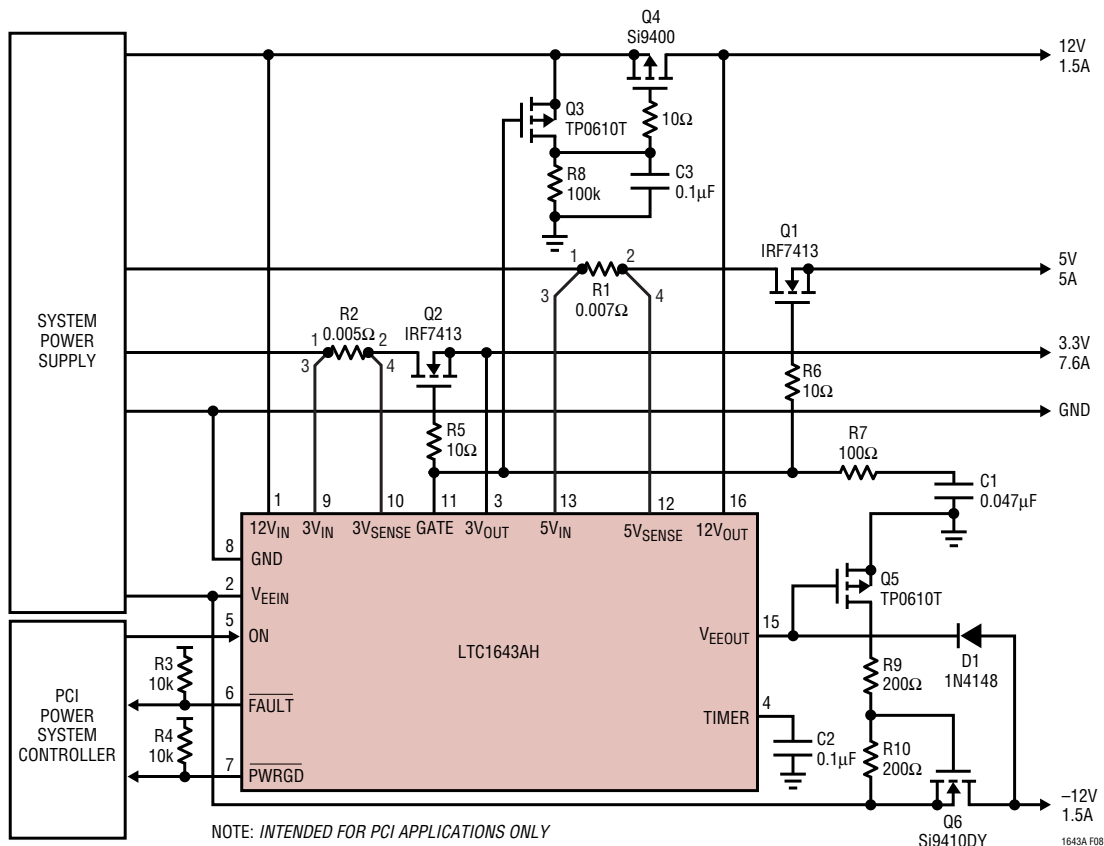 Q4
Si9400
12V
1.5A
Q3
TP0610T
10Ω
R8
100k
C3
0.1µF
Q1
IRF7413
5V
5A
1 2
3 4
R1
0.007Ω
SYSTEM
POWER
SUPPLY
R2
0.005Ω
1 2
3 4
Q2
IRF7413
3.3V
7.6A
R6
10Ω
GND
R5
10Ω
R7
100Ω
C1
0.047µF
1 9 10 11 3 13 12 16
12VIN 3VIN 3VSENSE GATE 3VOUT 5VIN 5VSENSE 12VOUT
8
GND
2
VEEIN
5
ON
LTC1643AH
15
VEEOUT
Q5
TP0610T
D1
1N4148
R9
200Ω
PCI
POWER
SYSTEM
CONTROLLER
R3
10k
6
FAULT
R4
10k
7
PWRGD
4
TIMER
C2
0.1µF
R10
200Ω
–12V
1.5A
Q6
Si9410DY
NOTE: INTENDED FOR PCI APPLICATIONS ONLY
1643A F08